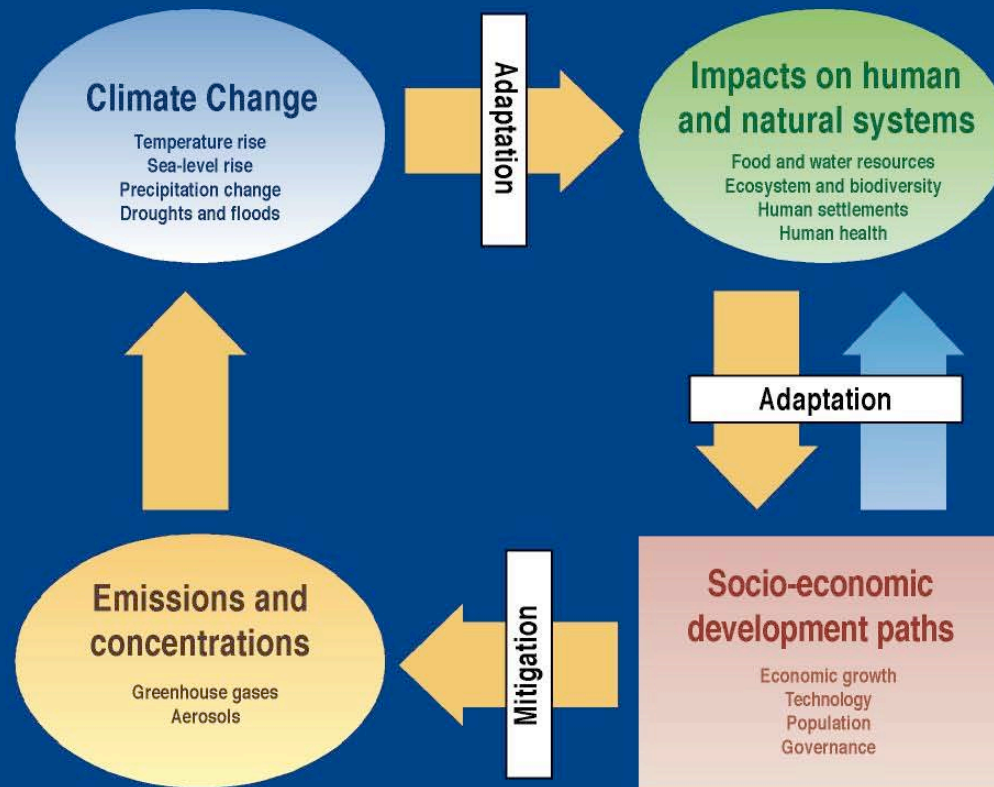 Climate Change
Temperature rise
Sea-level rise
Precipitation change
Droughts and floods
Adaptation
Impacts on human
and natural systems
Food and water resources
Ecosystem and biodiversity
Human settlements
Human health
Adaptation
Emissions and
concentrations
Greenhouse gases
Aerosols
Mitigation
Socio-economic
development paths
Economic growth
Technology
Population
Governance